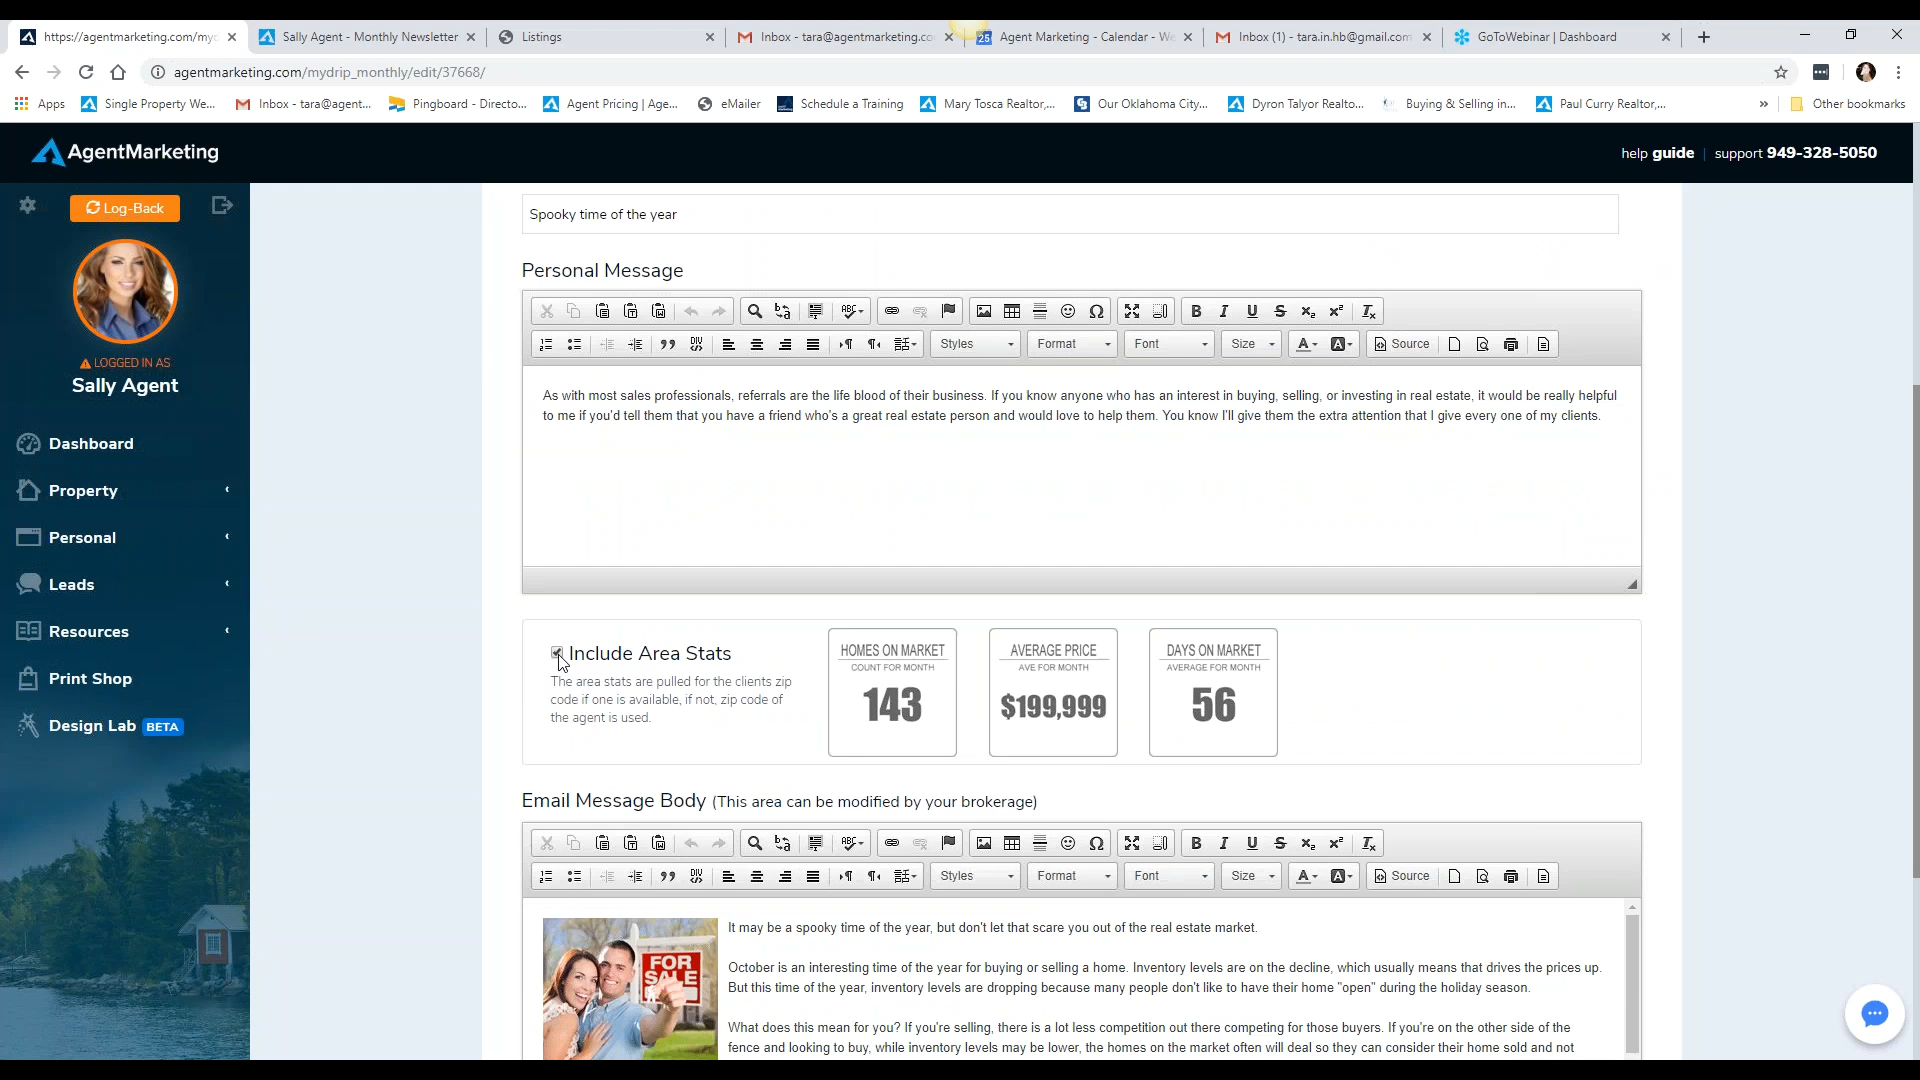 https://agentmarketing.com/myd
Sally Agent - Monthly Newsletter
Listings
Inbox - tara@agentmarketing.co
25
Agent Marketing - Calendar - We
Inbox (1) - tara.in.hb@gmail.com
GoToWebinar | Dashboard
agentmarketing.com/mydrip_monthly/edit/37668/
Apps
Single Property We...
Inbox - tara@agent...
Pingboard - Directo...
Agent Pricing | Age...
eMailer
Schedule a Training
Mary Tosca Realtor,...
Our Oklahoma City...
Dyron Talyor Realto...
Buying & Selling in...
Paul Curry Realtor,...
»
Other bookmarks
AgentMarketing
help guide | support 949-328-5050
Log-Back
LOGGED IN AS
Sally Agent
Dashboard
Property
Personal
Leads
Resources
Print Shop
Design Lab BETA
Spooky time of the year
Personal Message
Styles
Format
Font
Size
Source
As with most sales professionals, referrals are the life blood of their business. If you know anyone who has an interest in buying, selling, or investing in real estate, it would be really helpful
to me if you'd tell them that you have a friend who's a great real estate person and would love to help them. You know I'll give them the extra attention that I give every one of my clients.
Include Area Stats
The area stats are pulled for the clients zip
code if one is available, if not, zip code of
the agent is used.
HOMES ON MARKET
COUNT FOR MONTH
143
AVERAGE PRICE
AVE FOR MONTH
$199,999
DAYS ON MARKET
AVERAGE FOR MONTH
56
Email Message Body (This area can be modified by your brokerage)
Styles
Format
Font
Size
Source
FOR
SALE
It may be a spooky time of the year, but don't let that scare you out of the real estate market.
October is an interesting time of the year for buying or selling a home. Inventory levels are on the decline, which usually means that drives the prices up.
But this time of the year, inventory levels are dropping because many people don't like to have their home "open" during the holiday season.
What does this mean for you? If you're selling, there is a lot less competition out there competing for those buyers. If you're on the other side of the
fence and looking to buy, while inventory levels may be lower, the homes on the market often will deal so they can consider their home sold and not